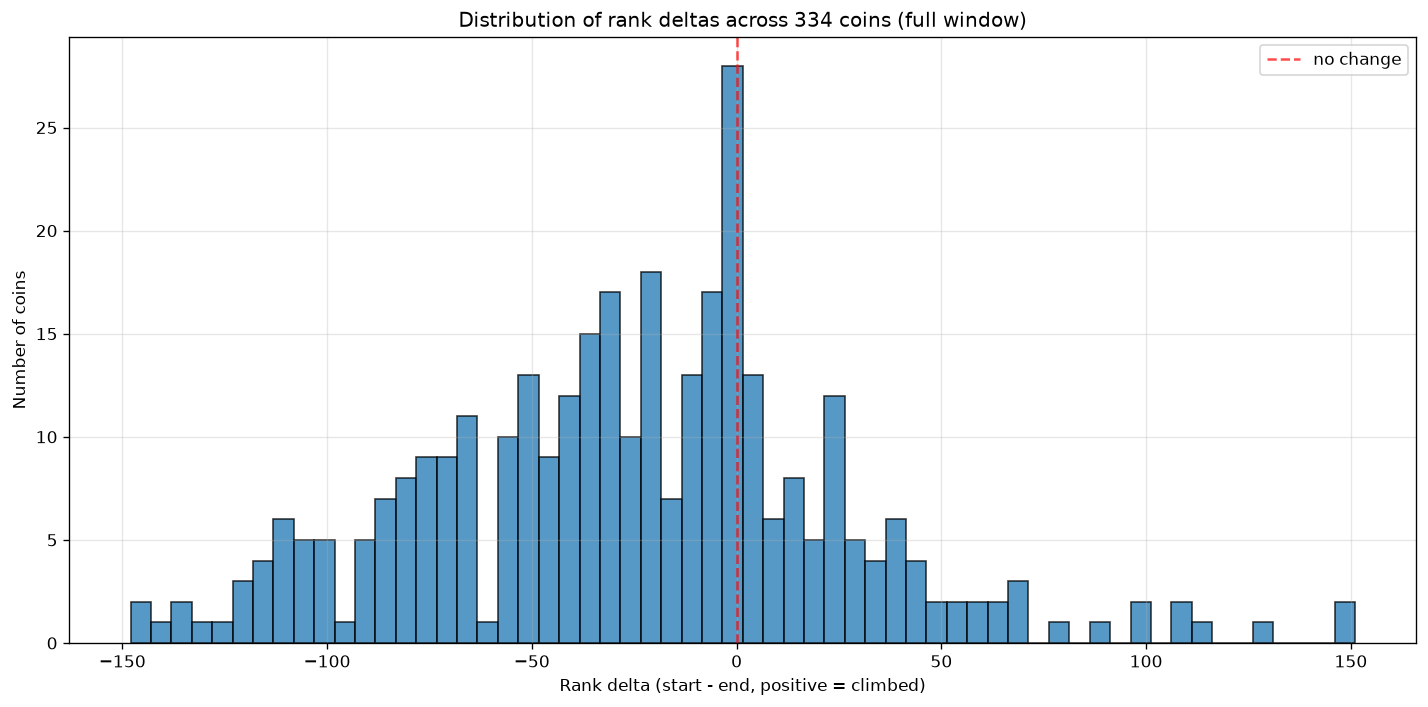 Distribution of rank deltas across 334 coins (full window)
no change
Number of coins
25
20
15
10
5
0
−150 −100 −50 0 50 100 150
Rank delta (start - end, positive = climbed)